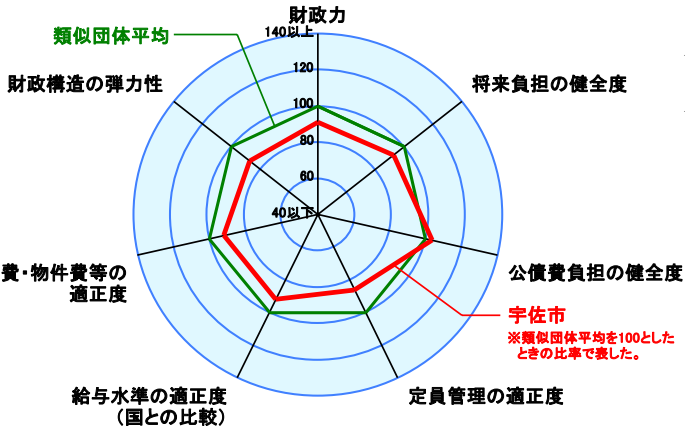 財政力
140以上
類似団体平均
120
財政構造の弾力性
将来負担の健全度
100
80
60
40以下
費・物件費等の
適正度
公債費負担の健全度
宇佐市
※類似団体平均を100とした
ときの比率で表した。
給与水準の適正度
(国との比較)
定員管理の適正度